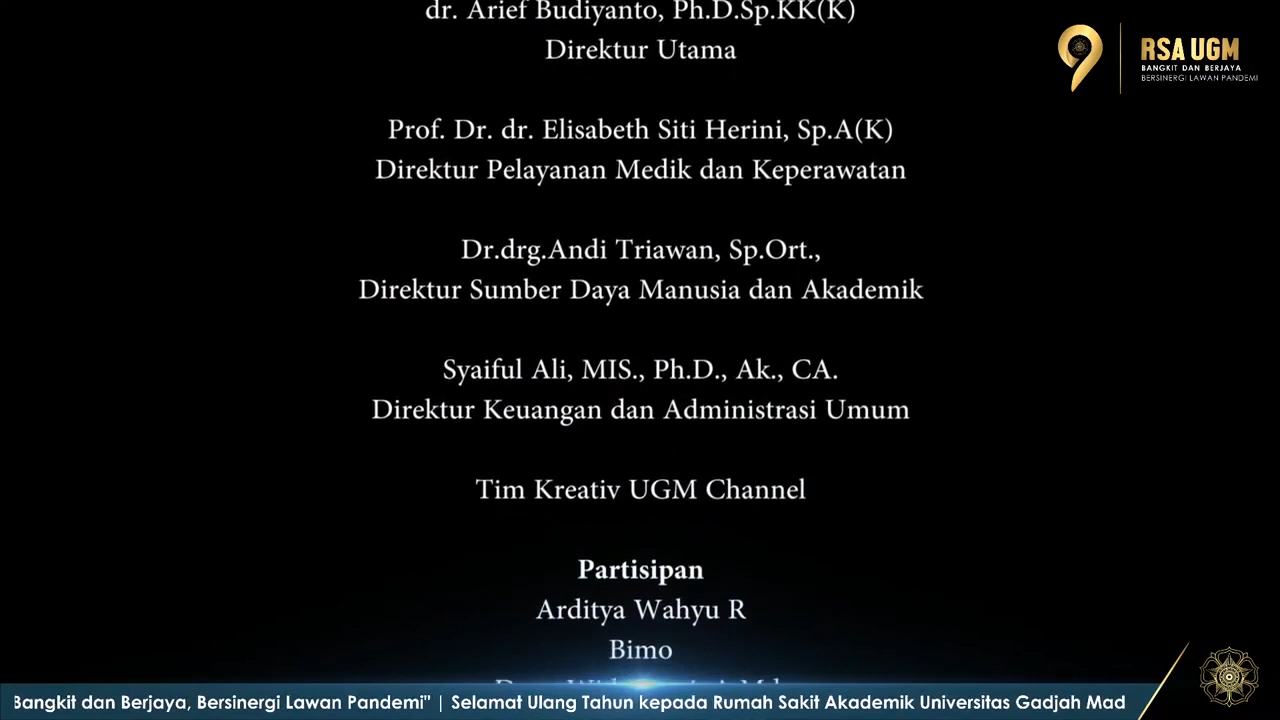 dr. Arief Budiyanto, Ph.D.Sp.KK(K)
Direktur Utama
9
RSA UGM
BANGKIT DAN BERJAYA
BERSINERGI LAWAN PANDEMI
Prof. Dr. dr. Elisabeth Siti Herini, Sp.A(K)
Direktur Pelayanan Medik dan Keperawatan
Dr.drg.Andi Triawan, Sp.Ort.,
Direktur Sumber Daya Manusia dan Akademik
Syaiful Ali, MIS., Ph.D., Ak., CA.
Direktur Keuangan dan Administrasi Umum
Tim Kreativ UGM Channel
Partisipan
Arditya Wahyu R
Bimo
Bangkit dan Berjaya, Bersinergi Lawan Pandemi" | Selamat Ulang Tahun kepada Rumah Sakit Akademik Universitas Gadjah Mad